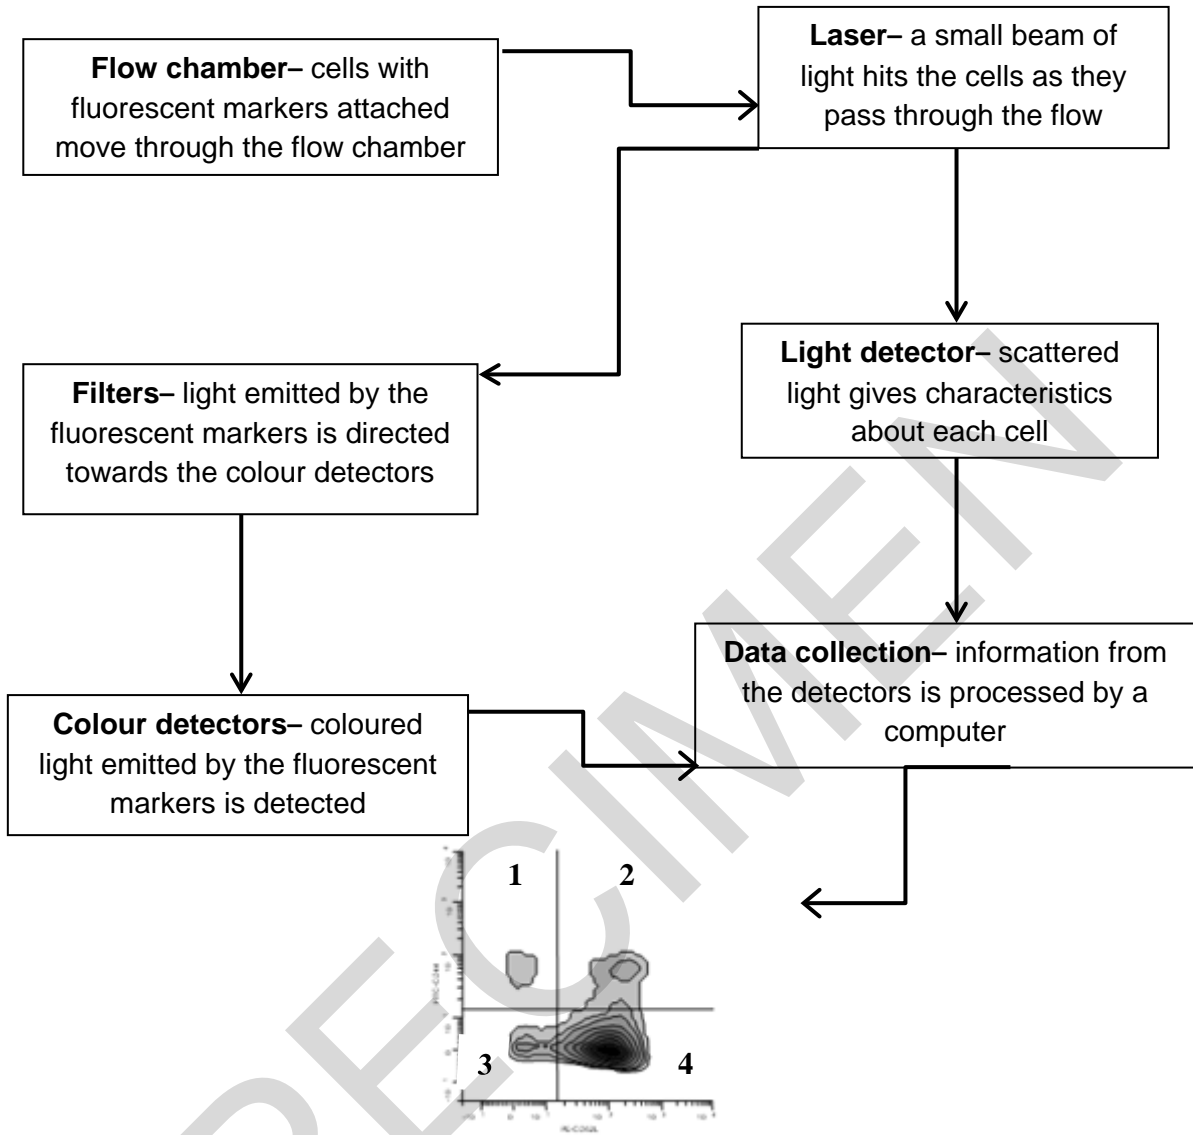 Flow chamber– cells with
fluorescent markers attached
move through the flow chamber
Laser– a small beam of
light hits the cells as they
pass through the flow
Filters– light emitted by the
fluorescent markers is directed
towards the colour detectors
Light detector– scattered
light gives characteristics
about each cell
Colour detectors– coloured
light emitted by the fluorescent
markers is detected
Data collection– information from
the detectors is processed by a
computer
1 2
3 4
PECIMEN